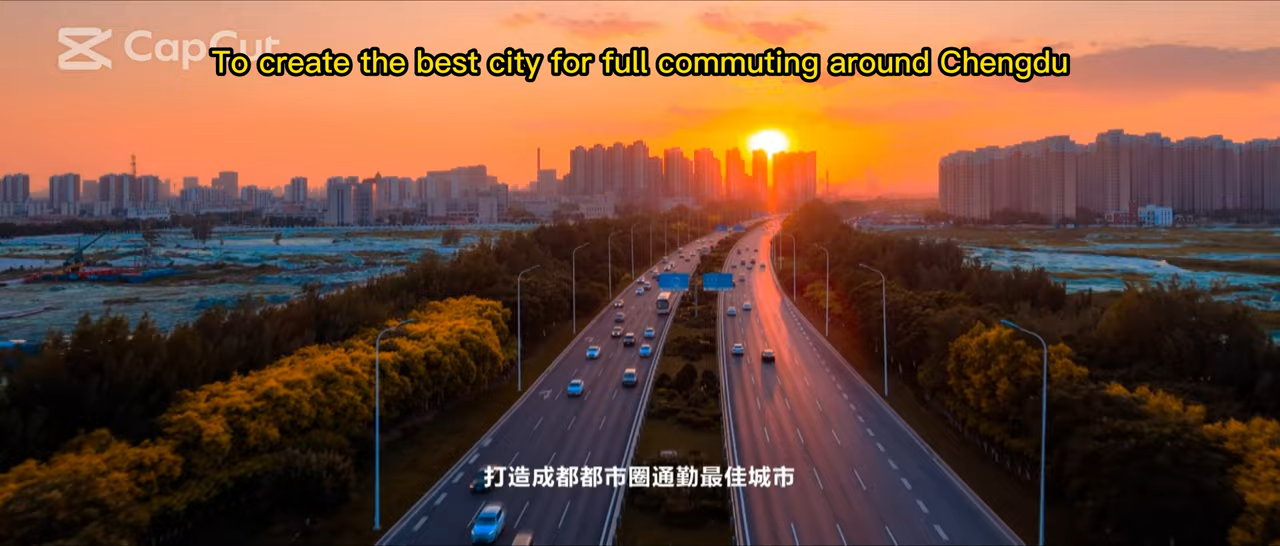 CapCut
To create the best city for full commuting around Chengdu
打造成都都市圈通勤最佳城市